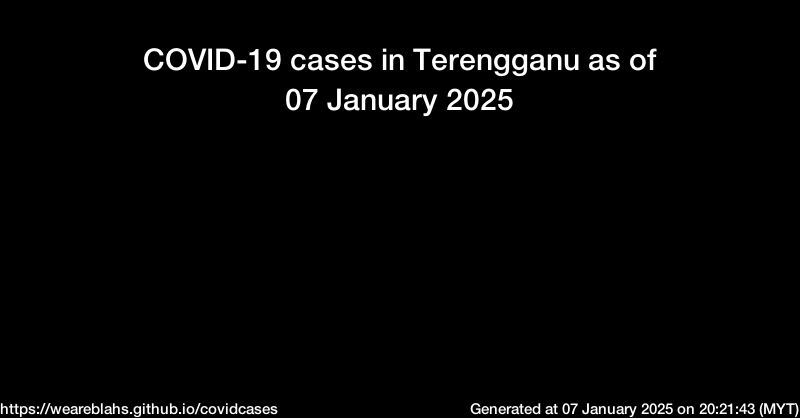 COVID-19 cases in Terengganu as of
07 January 2025
https://weareblahs.github.io/covidcases
Generated at 07 January 2025 on 20:21:43 (MYT)